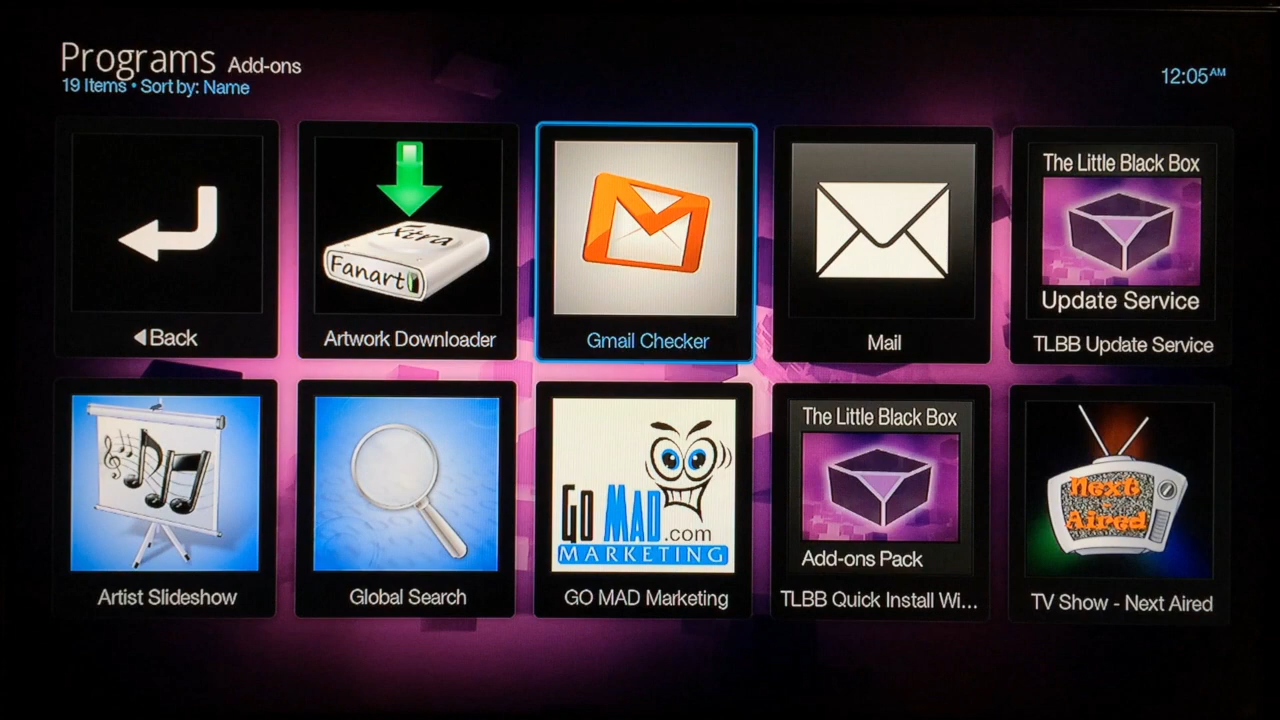 Programs Add-ons
19 Items • Sort by: Name
12:05AM
Xtra
Fanart
The Little Black Box
Update Service
Back
Artwork Downloader
Gmail Checker
Mail
TLBB Update Service
GO MAD.com
MARKETING
The Little Black Box
Add-ons Pack
Next
Aired
Artist Slideshow
Global Search
GO MAD Marketing
TLBB Quick Install Wi...
TV Show - Next Aired